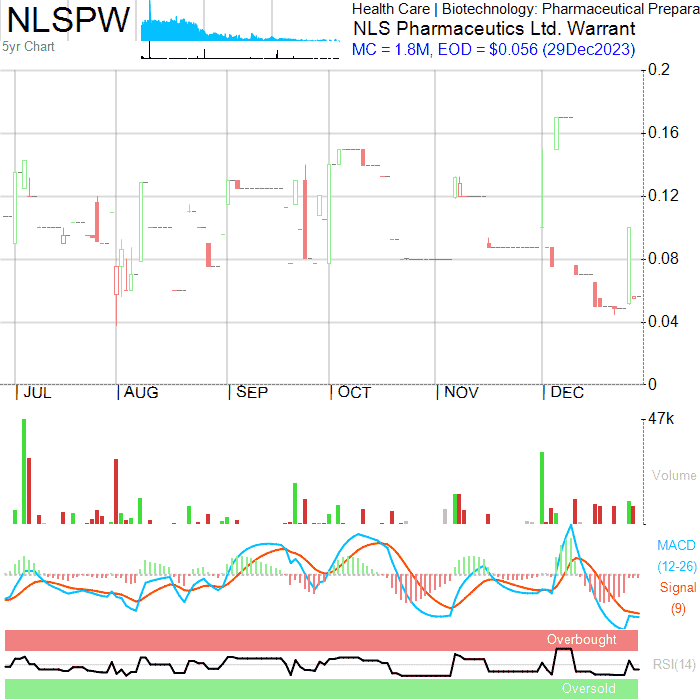 NLSPW
5yr Chart
Health Care | Biotechnology: Pharmaceutical Prepara
NLS Pharmaceutics Ltd. Warrant
MC = 1.8M, EOD = $0.056 (29Dec2023)
0.2
0.16
0.12
0.08
0.04
0
JUL
AUG
SEP
OCT
NOV
DEC
47k
Volume
MACD
(12-26)
Signal
(9)
Overbought
RSI(14)
Oversold